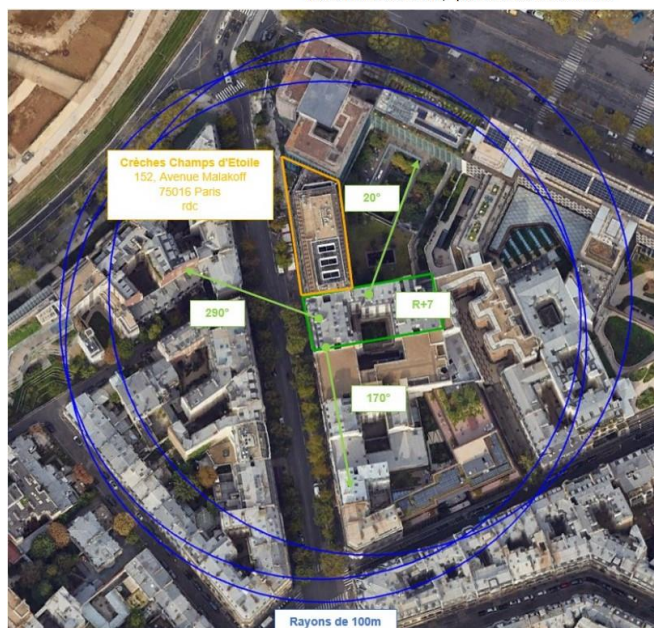 Crèches Champs d'Etoile
152, Avenue Malakoff
75016 Paris
rdc
20°
R+7
290°
170°
Rayons de 100m